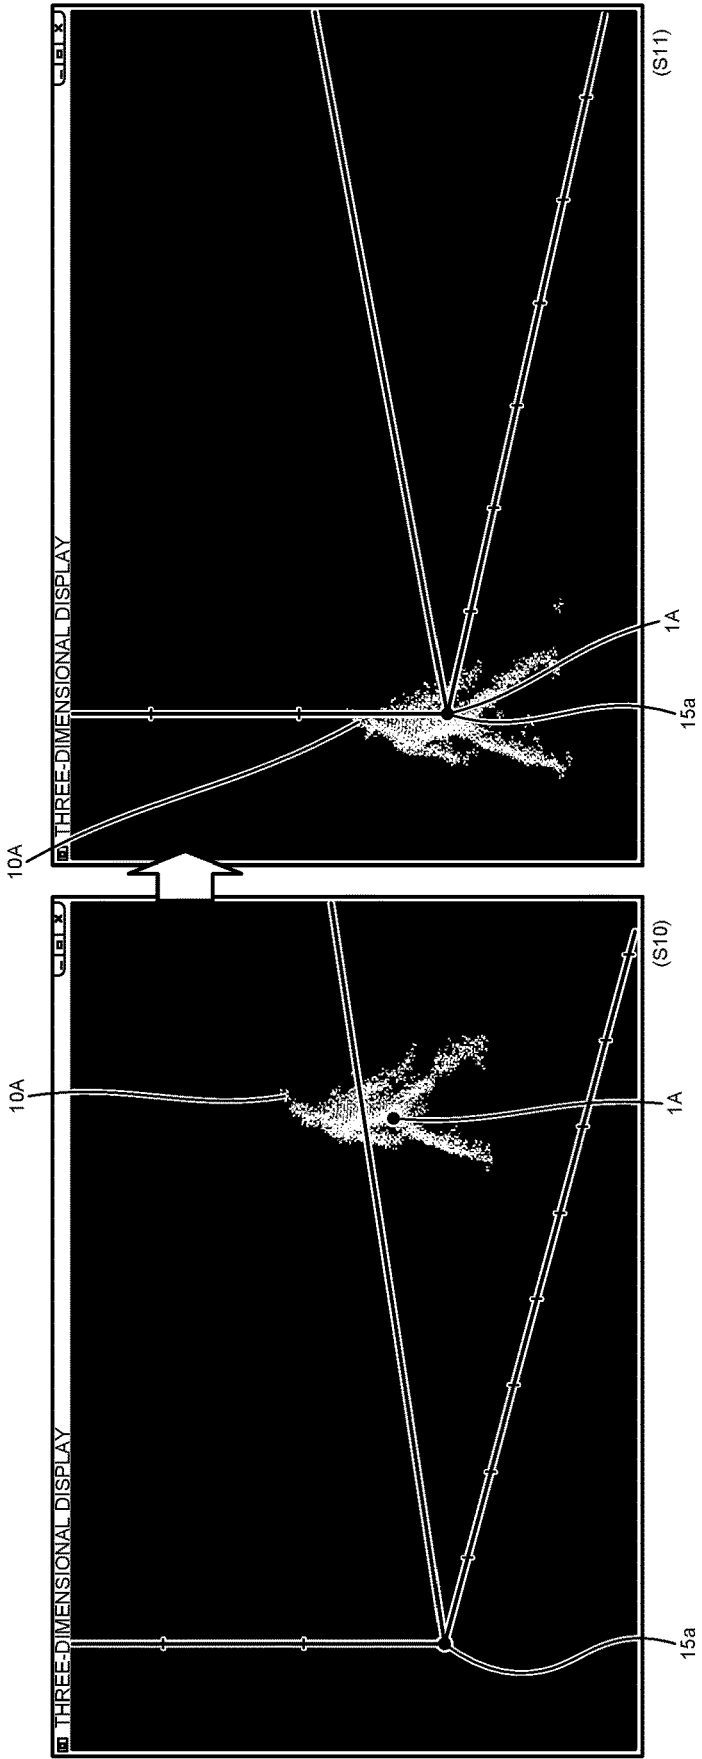 THREE-DIMENSIONAL DISPLAY
10A
1A
15a
(S10)
THREE-DIMENSIONAL DISPLAY
10A
1A
15a
(S11)